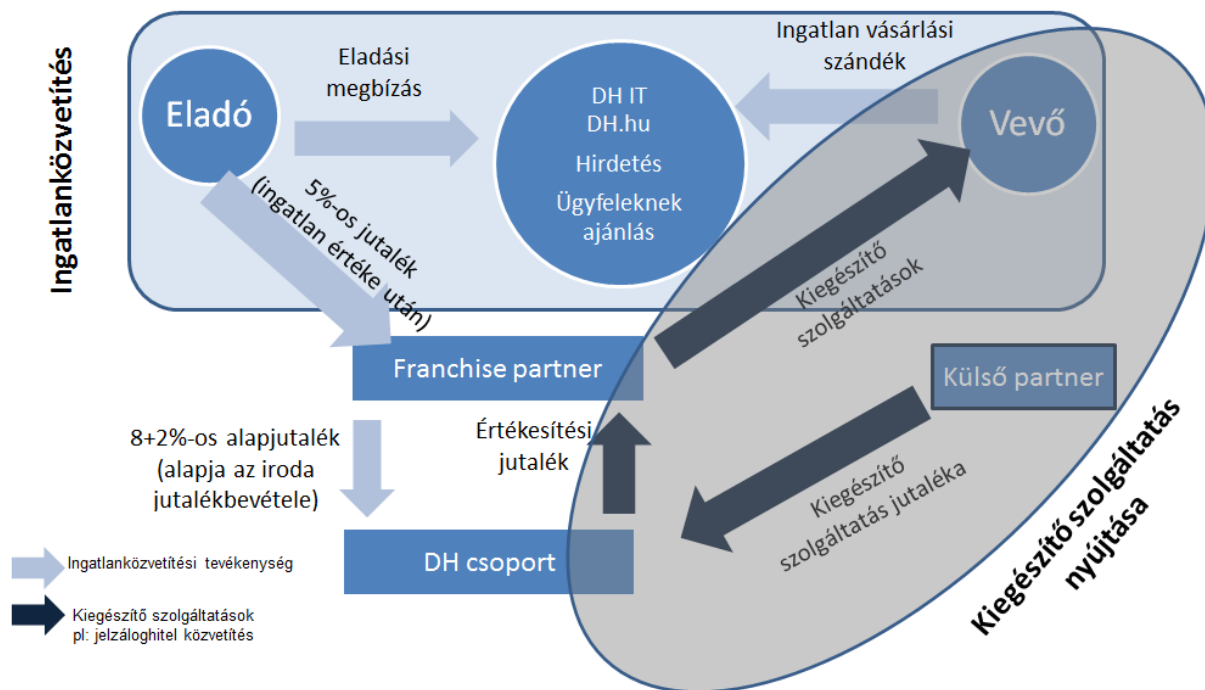 Ingatlanközvetítés
Eladó
Eladási
megbízás
DH IT
DH.hu
Hirdetés
Ügyfeleknek
ajánlás
Ingatlan vásárlási
szándék
Vevő
5%-os jutalék
(ingatlan értéke után)
Kiegészítő
szolgáltatások
Franchise partner
Külső partner
8+2%-os alapjutalék
(alapja az iroda
jutalékbevétele)
Értékesítési
jutalék
Kiegészítő
szolgáltatás jutaléka
DH csoport
Kiegészítő szolgáltatás
nyújtása
Ingatlanközvetítési tevékenység
Kiegészítő szolgáltatások
pl: jelzáloghitel közvetítés